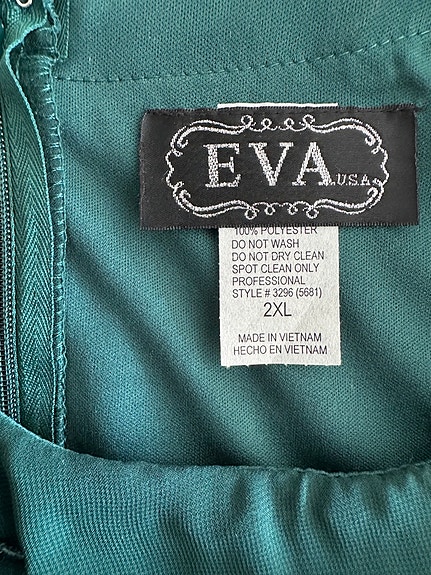 EVA U.S.A.
100% POLYESTER
DO NOT WASH
DO NOT DRY CLEAN
SPOT CLEAN ONLY
PROFESSIONAL
STYLE # 3296 (5681)
2XL
MADE IN VIETNAM
HECHO EN VIETNAM